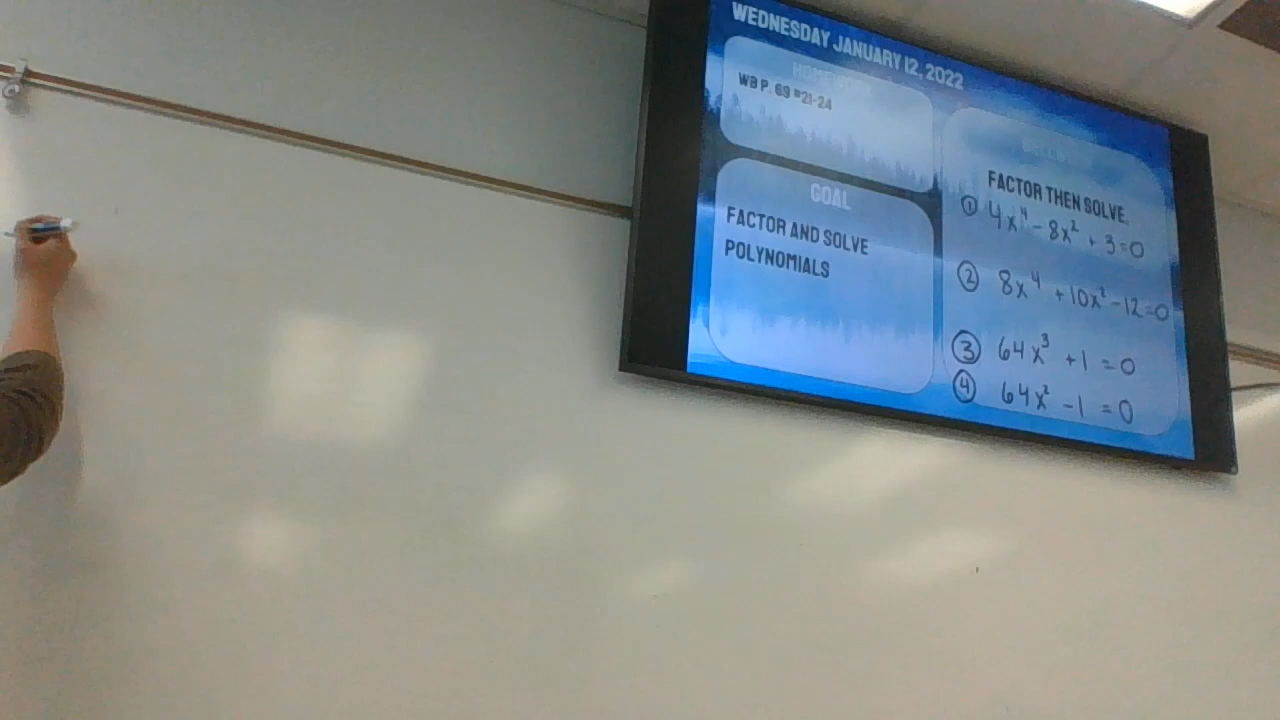 WEDNESDAY JANUARY 12, 2022
HOMEWORK
WB P. 69 #21-24
GOAL
FACTOR AND SOLVE
POLYNOMIALS
FACTOR THEN SOLVE.
① 4x⁴ - 8x² + 3 = 0
② 8x⁴ + 10x² - 12 = 0
③ 64x³ + 1 = 0
④ 64x² - 1 = 0